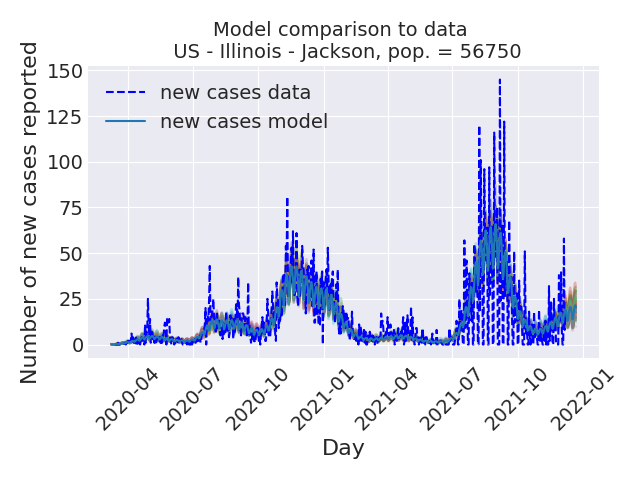 Model comparison to data
US - Illinois - Jackson, pop. = 56750
Number of new cases reported
150
125
100
75
50
25
0
new cases data
new cases model
2020-04
2020-07
2020-10
2021-01
2021-04
2021-07
2021-10
2022-01
Day